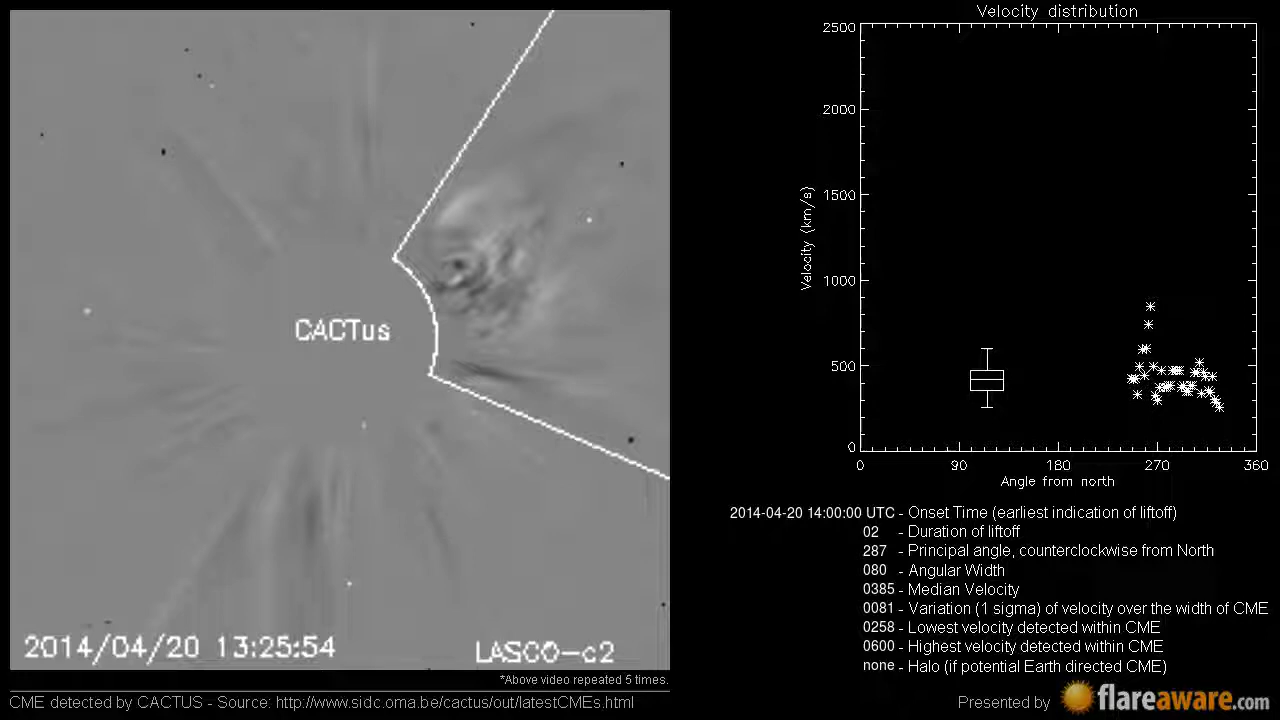 CACTus
2014/04/20 13:25:54
LASCO-c2
*Above video repeated 5 times.
CME detected by CACTUS - Source: http://www.sidc.oma.be/cactus/out/latestCMEs.html
Velocity distribution
Velocity (km/s)
2500
2000
1500
1000
500
0
0 90 180 270 360
Angle from north
2014-04-20 14:00:00 UTC - Onset Time (earliest indication of liftoff)
02 - Duration of liftoff
287 - Principal angle, counterclockwise from North
080 - Angular Width
0385 - Median Velocity
0081 - Variation (1 sigma) of velocity over the width of CME
0258 - Lowest velocity detected within CME
0600 - Highest velocity detected within CME
none - Halo (if potential Earth directed CME)
Presented by flareaware.com